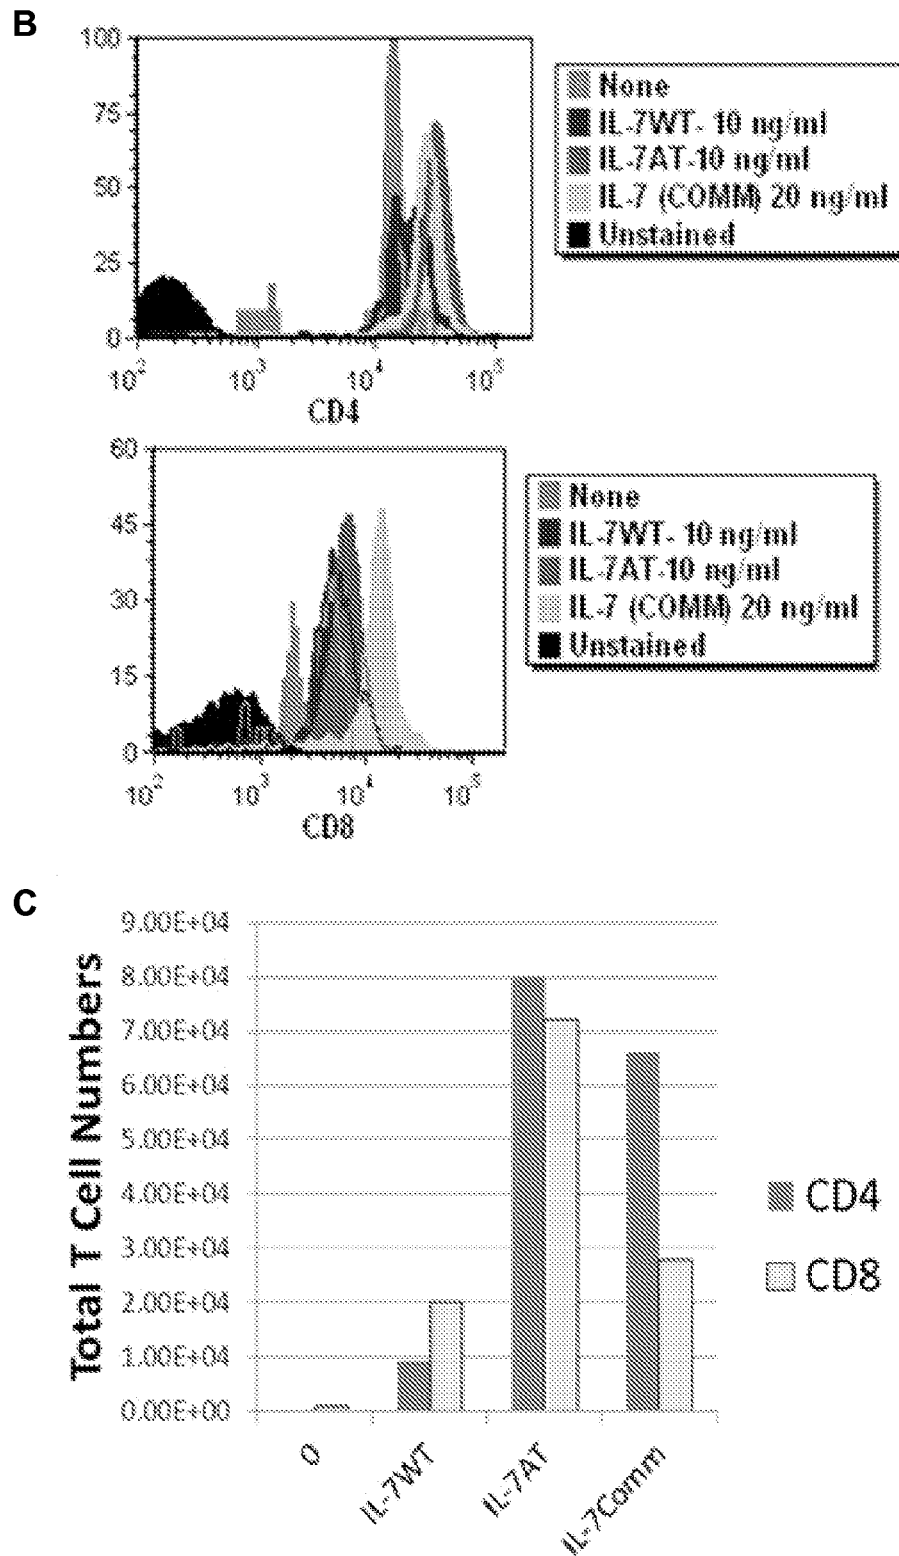 B
100
75
50
25
0
10² 10³ 10⁴ 10⁵
CD4
None
IL-7WT- 10 ng/ml
IL-7AT-10 ng/ml
IL-7 (COMM) 20 ng/ml
Unstained
60
45
30
15
0
10² 10³ 10⁴ 10⁵
CD8
None
IL-7WT- 10 ng/ml
IL-7AT-10 ng/ml
IL-7 (COMM) 20 ng/ml
Unstained
C
Total T Cell Numbers
9.00E+04
8.00E+04
7.00E+04
6.00E+04
5.00E+04
4.00E+04
3.00E+04
2.00E+04
1.00E+04
0.00E+00
0
IL-7WT
IL-7AT
IL-7Comm
CD4
CD8